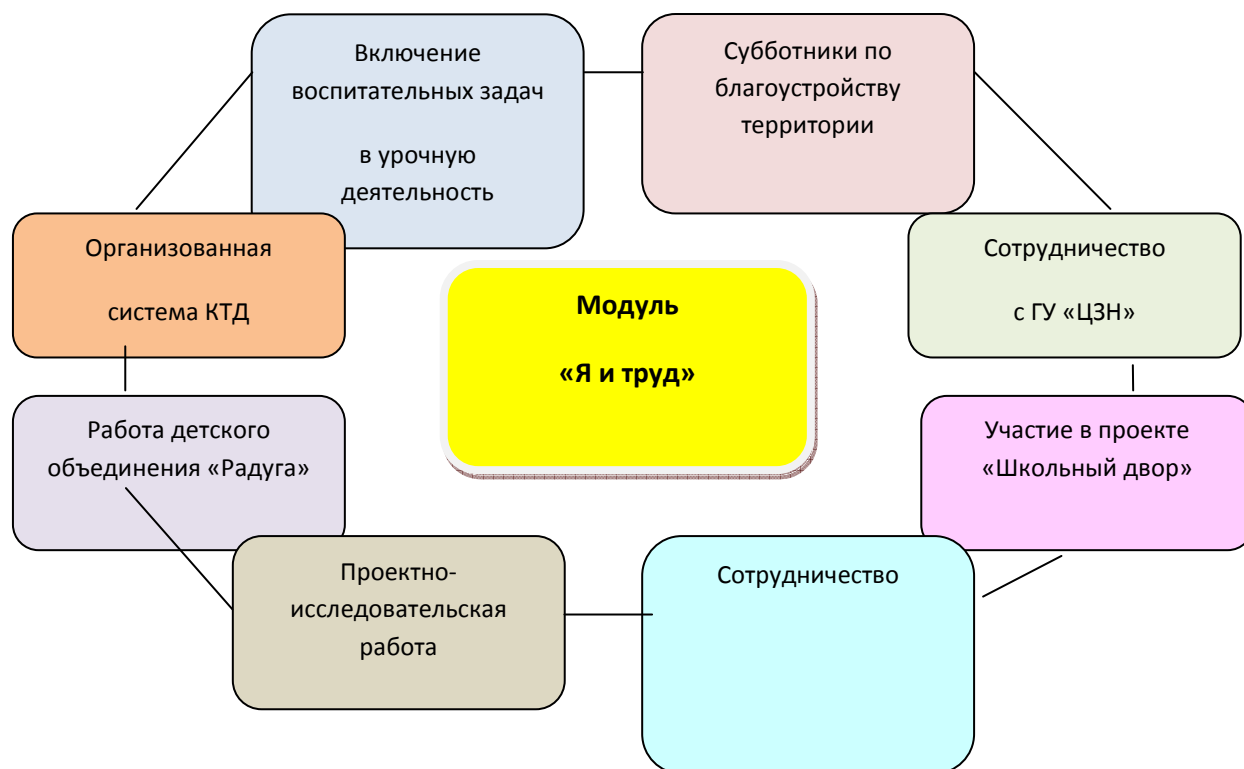 Включение
воспитательных задач
в урочную
деятельность
Субботники по
благоустройству
территории
Организованная
система КТД
Модуль
«Я и труд»
Сотрудничество
с ГУ «ЦЗН»
Работа детского
объединения «Радуга»
Участие в проекте
«Школьный двор»
Проектно-
исследовательская
работа
Сотрудничество